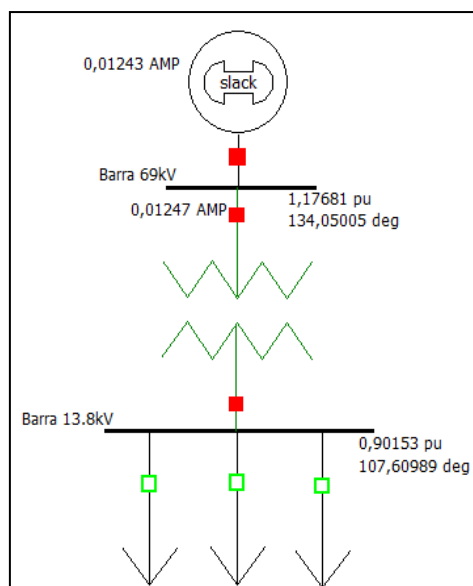 0,01243 AMP
slack
Barra 69kV
1,17681 pu
0,01247 AMP
134,05005 deg
Barra 13.8kV
0,90153 pu
107,60989 deg